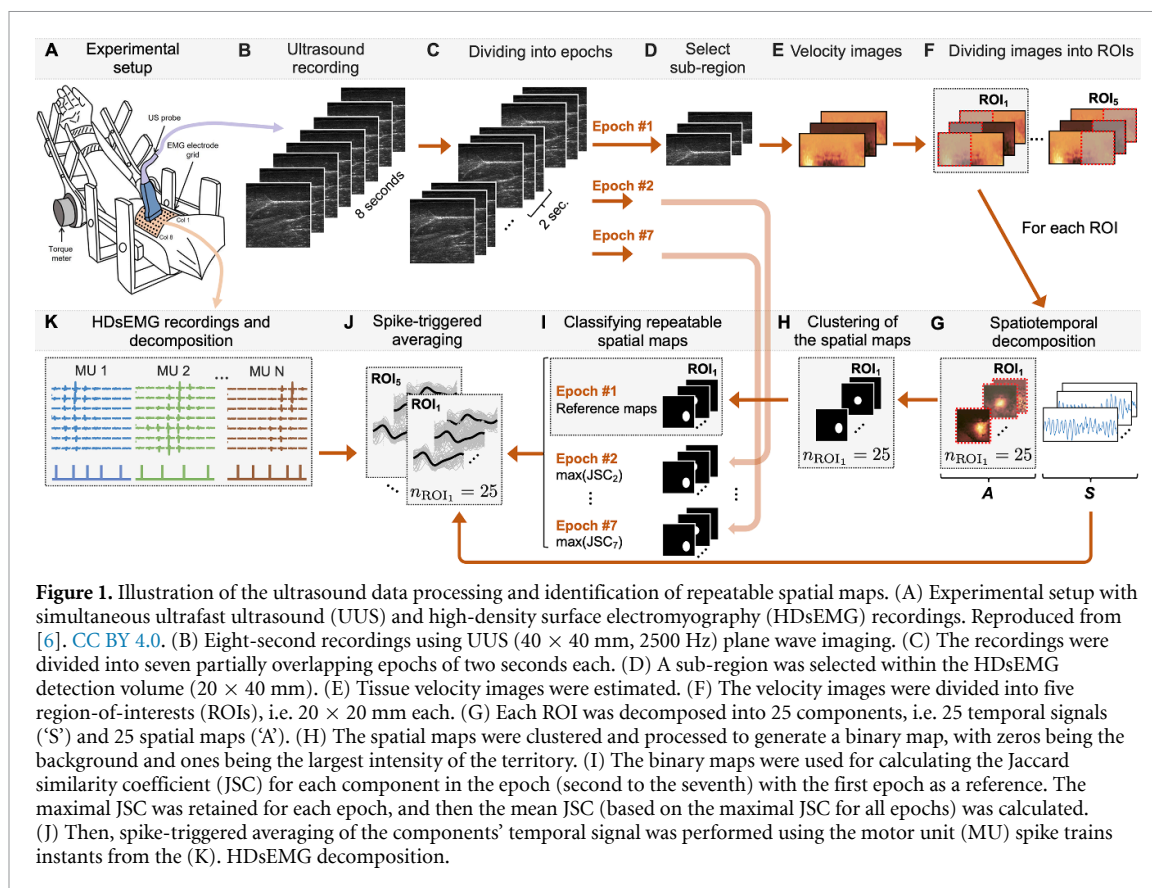 A Experimental setup
B Ultrasound recording
C Dividing into epochs
D Select sub-region
E Velocity images
F Dividing images into ROIs
US probe
EMG electrode grid
Col 1
Col 8
Torque meter
8 seconds
...
2 sec.
Epoch #1
Epoch #2
Epoch #7
ROI1
ROI5
...
For each ROI
K HDsEMG recordings and decomposition
J Spike-triggered averaging
I Classifying repeatable spatial maps
H Clustering of the spatial maps
G Spatiotemporal decomposition
MU 1
MU 2
...
MU N
ROI5
ROI1
...
nROI1 = 25
...
Epoch #1
Reference maps
ROI1
...
Epoch #2
max(JSC2)
...
⋮
⋮
Epoch #7
max(JSC7)
...
ROI1
...
nROI1 = 25
ROI1
...
nROI1 = 25
...
A
S
Figure 1. Illustration of the ultrasound data processing and identification of repeatable spatial maps. (A) Experimental setup with
simultaneous ultrafast ultrasound (UUS) and high-density surface electromyography (HDsEMG) recordings. Reproduced from
[6]. CC BY 4.0. (B) Eight-second recordings using UUS (40 × 40 mm, 2500 Hz) plane wave imaging. (C) The recordings were
divided into seven partially overlapping epochs of two seconds each. (D) A sub-region was selected within the HDsEMG
detection volume (20 × 40 mm). (E) Tissue velocity images were estimated. (F) The velocity images were divided into five
region-of-interests (ROIs), i.e. 20 × 20 mm each. (G) Each ROI was decomposed into 25 components, i.e. 25 temporal signals
(‘S’) and 25 spatial maps (‘A’). (H) The spatial maps were clustered and processed to generate a binary map, with zeros being the
background and ones being the largest intensity of the territory. (I) The binary maps were used for calculating the Jaccard
similarity coefficient (JSC) for each component in the epoch (second to the seventh) with the first epoch as a reference. The
maximal JSC was retained for each epoch, and then the mean JSC (based on the maximal JSC for all epochs) was calculated.
(J) Then, spike-triggered averaging of the components’ temporal signal was performed using the motor unit (MU) spike trains
instants from the (K). HDsEMG decomposition.